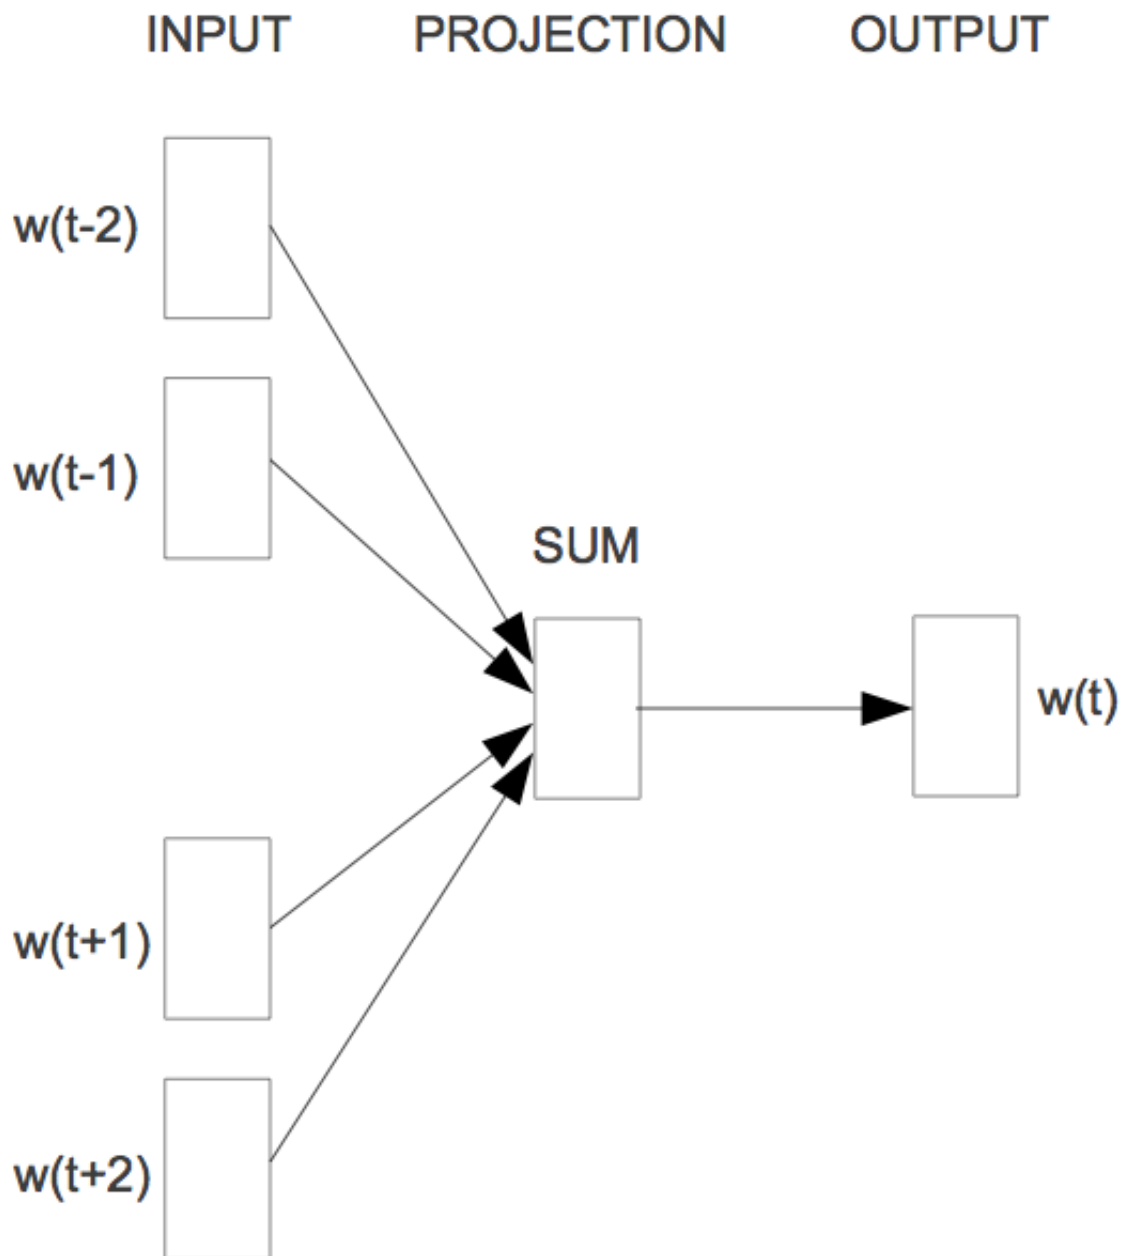 INPUT PROJECTION OUTPUT
w(t-2)
w(t-1)
SUM
w(t)
w(t+1)
w(t+2)